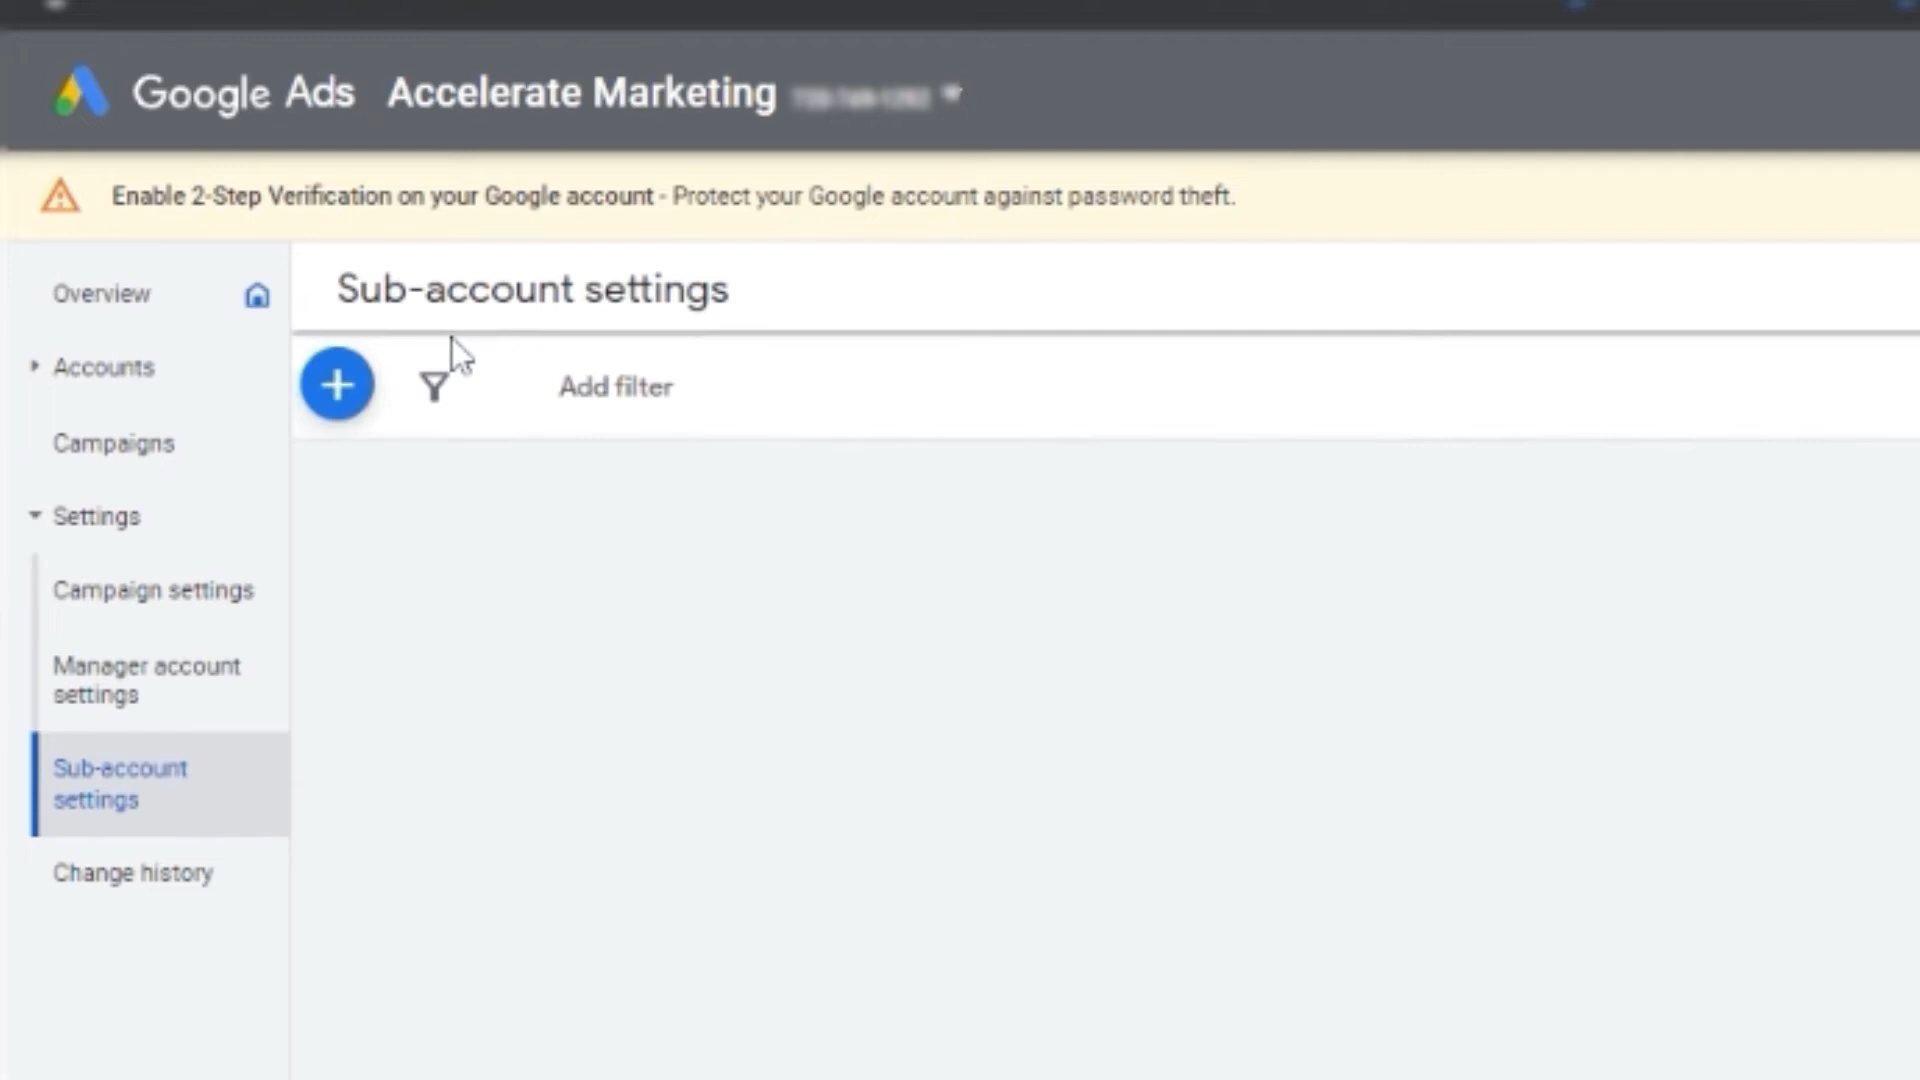 Google Ads Accelerate Marketing
Enable 2-Step Verification on your Google account - Protect your Google account against password theft.
Overview
Sub-account settings
Accounts
Add filter
Campaigns
Settings
Campaign settings
Manager account
settings
Sub-account
settings
Change history